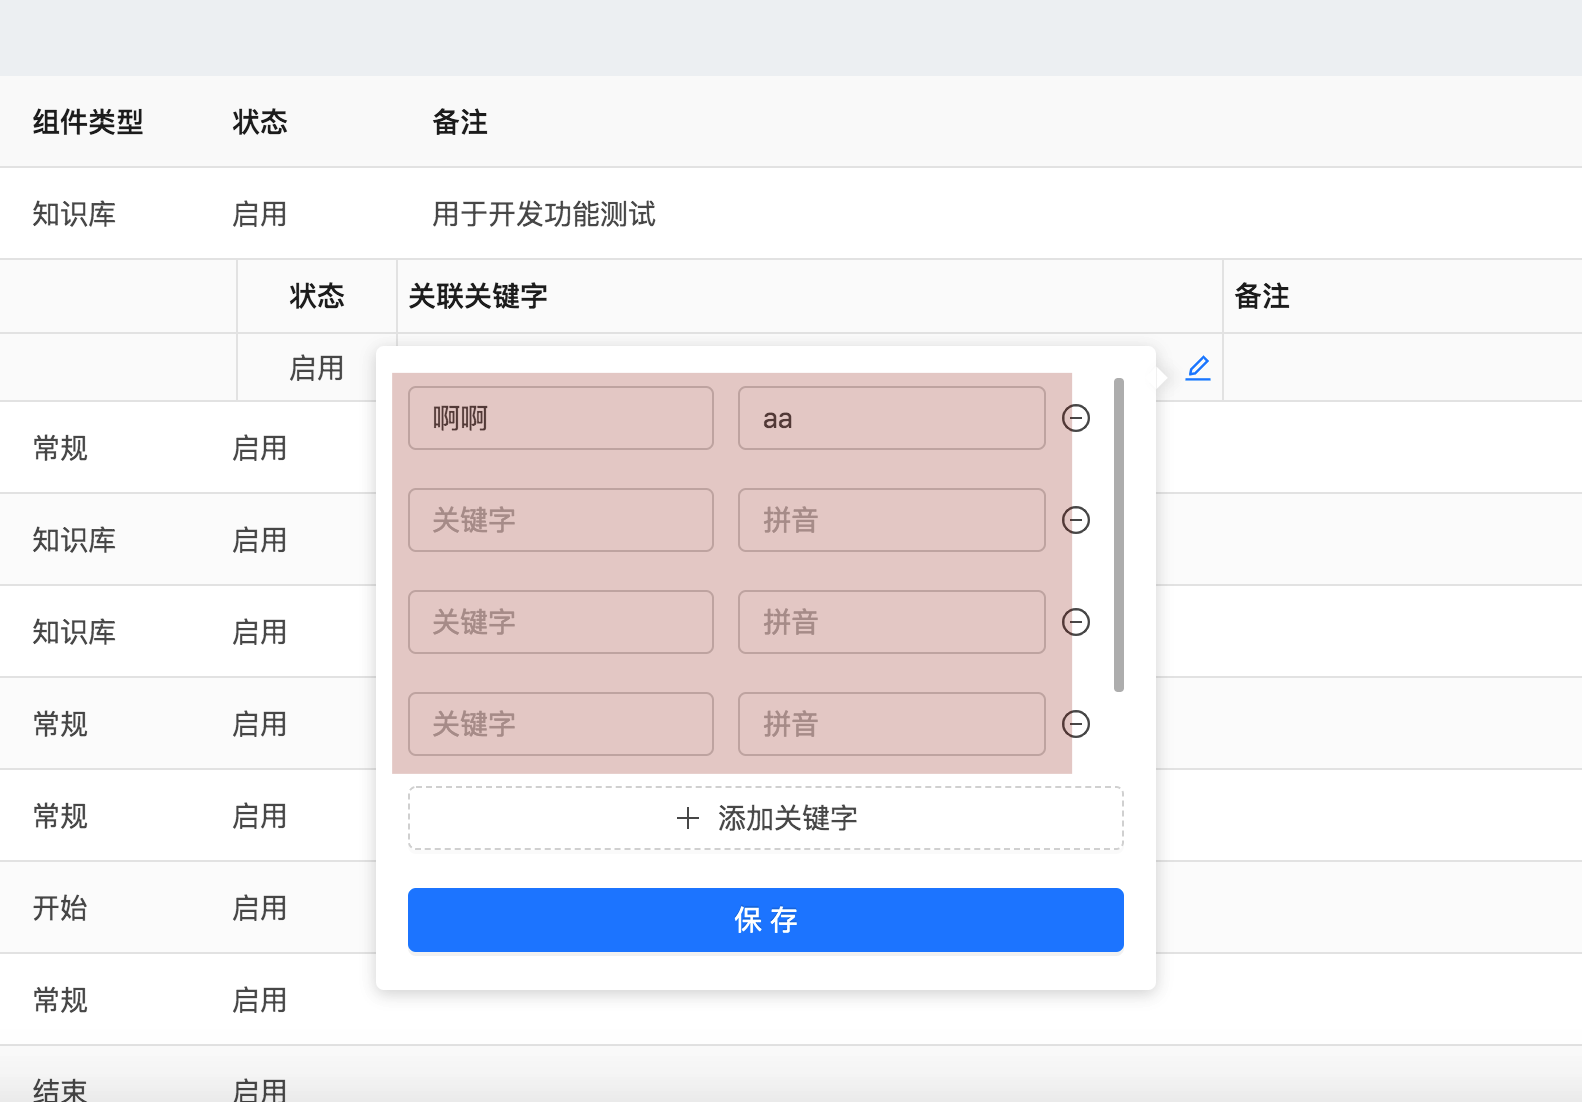 组件类型 状态 备注
知识库 启用 用于开发功能测试
状态 关联关键字 备注
启用
啊啊 aa
常规 启用
关键字 拼音
知识库 启用
关键字 拼音
知识库 启用
关键字 拼音
常规 启用
常规 启用
添加关键字
开始 启用
保 存
常规 启用
结束 启用